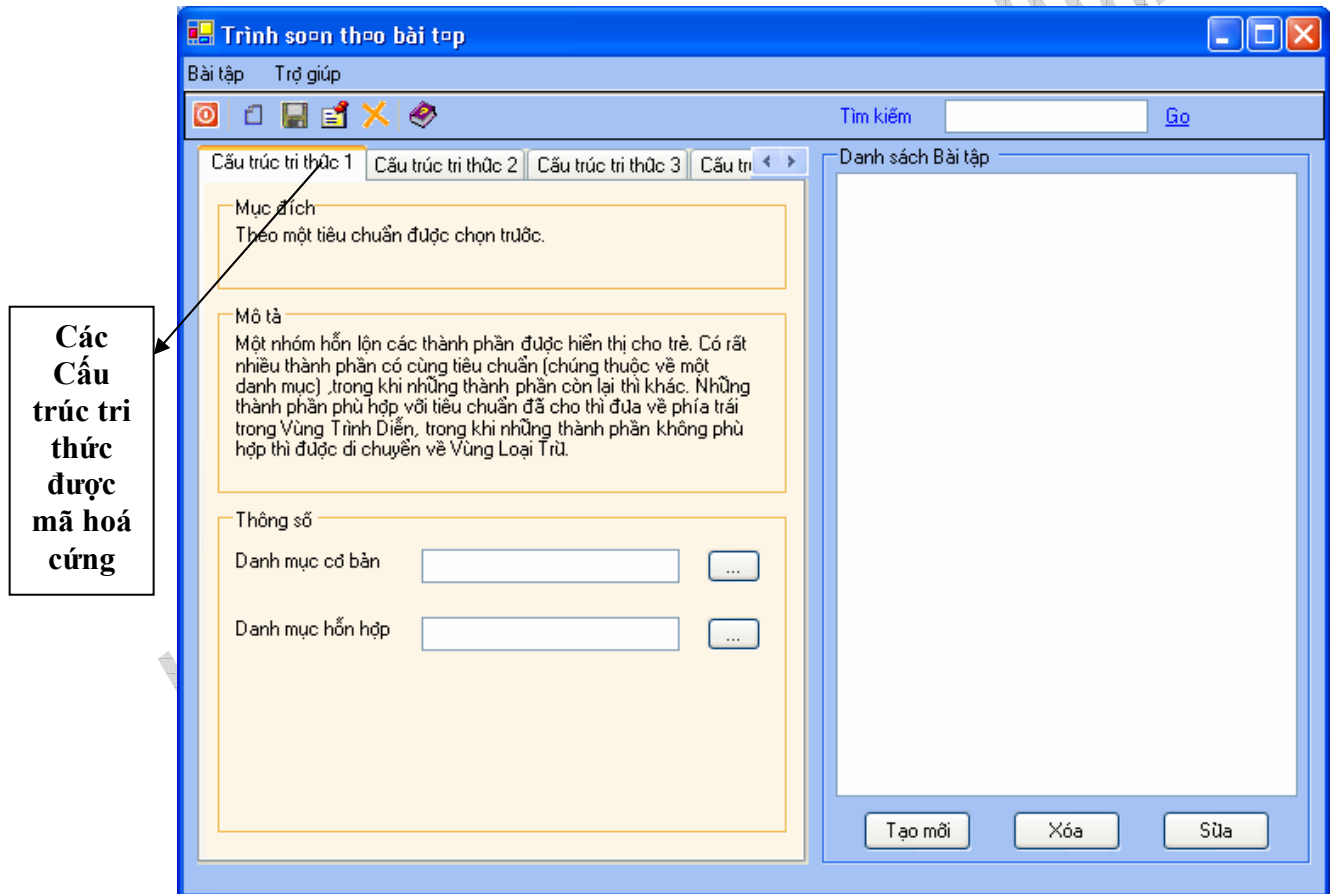 Trình so¤n th¤o bài t¤p
Bài tập Trợ giúp
Tìm kiếm Go
Cấu trúc tri thức 1 Cấu trúc tri thức 2 Cấu trúc tri thức 3 Cấu tr
Danh sách Bài tập
Mục đích
Theo một tiêu chuẩn được chọn trước.
Mô tả
Một nhóm hỗn lộn các thành phần được hiển thị cho trẻ. Có rất
nhiều thành phần có cùng tiêu chuẩn (chúng thuộc về một
danh mục) ,trong khi những thành phần còn lại thì khác. Những
thành phần phù hợp với tiêu chuẩn đã cho thì đưa về phía trái
trong Vùng Trình Diễn, trong khi những thành phần không phù
hợp thì được di chuyển về Vùng Loại Trừ.
Các
Cấu
trúc tri
thức
được
mã hoá
cứng
Thông số
Danh mục cơ bản ...
Danh mục hỗn hợp ...
Tạo mới Xóa Sửa